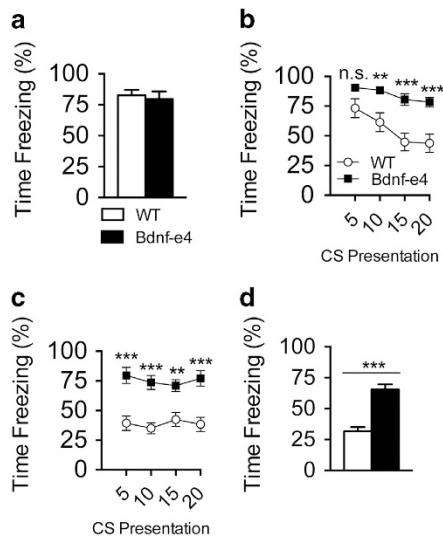 a
Time Freezing (%)
100
75
50
25
0
WT
Bdnf-e4
b
Time Freezing (%)
100
75
50
25
0
n.s.
**
***
***
WT
Bdnf-e4
5
10
15
20
CS Presentation
c
Time Freezing (%)
100
75
50
25
0
***
***
**
***
5
10
15
20
CS Presentation
d
Time Freezing (%)
100
75
50
25
0
***